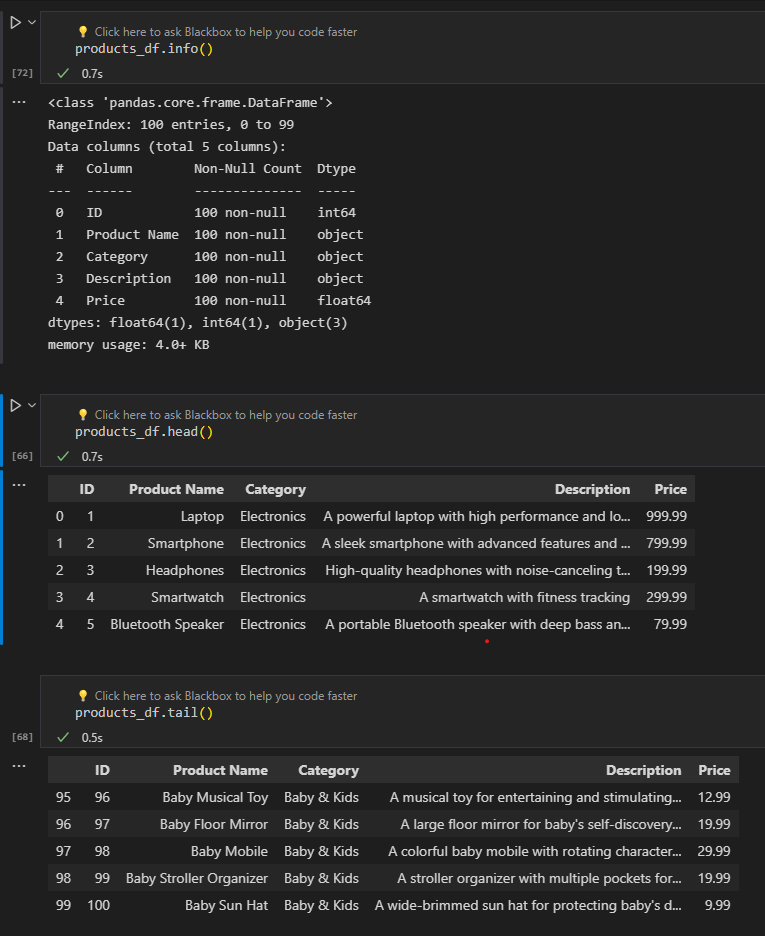 💡 Click here to ask Blackbox to help you code faster
products_df.info()
[72] ✓ 0.7s
... <class 'pandas.core.frame.DataFrame'>
RangeIndex: 100 entries, 0 to 99
Data columns (total 5 columns):
 #   Column        Non-Null Count  Dtype
---  ------        --------------  -----
 0   ID            100 non-null    int64
 1   Product Name  100 non-null    object
 2   Category      100 non-null    object
 3   Description   100 non-null    object
 4   Price         100 non-null    float64
dtypes: float64(1), int64(1), object(3)
memory usage: 4.0+ KB
💡 Click here to ask Blackbox to help you code faster
products_df.head()
[66] ✓ 0.7s
... ID Product Name Category Description Price
0 1 Laptop Electronics A powerful laptop with high performance and lo... 999.99
1 2 Smartphone Electronics A sleek smartphone with advanced features and ... 799.99
2 3 Headphones Electronics High-quality headphones with noise-canceling t... 199.99
3 4 Smartwatch Electronics A smartwatch with fitness tracking 299.99
4 5 Bluetooth Speaker Electronics A portable Bluetooth speaker with deep bass an... 79.99
💡 Click here to ask Blackbox to help you code faster
products_df.tail()
[68] ✓ 0.5s
... ID Product Name Category Description Price
95 96 Baby Musical Toy Baby & Kids A musical toy for entertaining and stimulating... 12.99
96 97 Baby Floor Mirror Baby & Kids A large floor mirror for baby's self-discovery... 19.99
97 98 Baby Mobile Baby & Kids A colorful baby mobile with rotating character... 29.99
98 99 Baby Stroller Organizer Baby & Kids A stroller organizer with multiple pockets for... 19.99
99 100 Baby Sun Hat Baby & Kids A wide-brimmed sun hat for protecting baby's d... 9.99